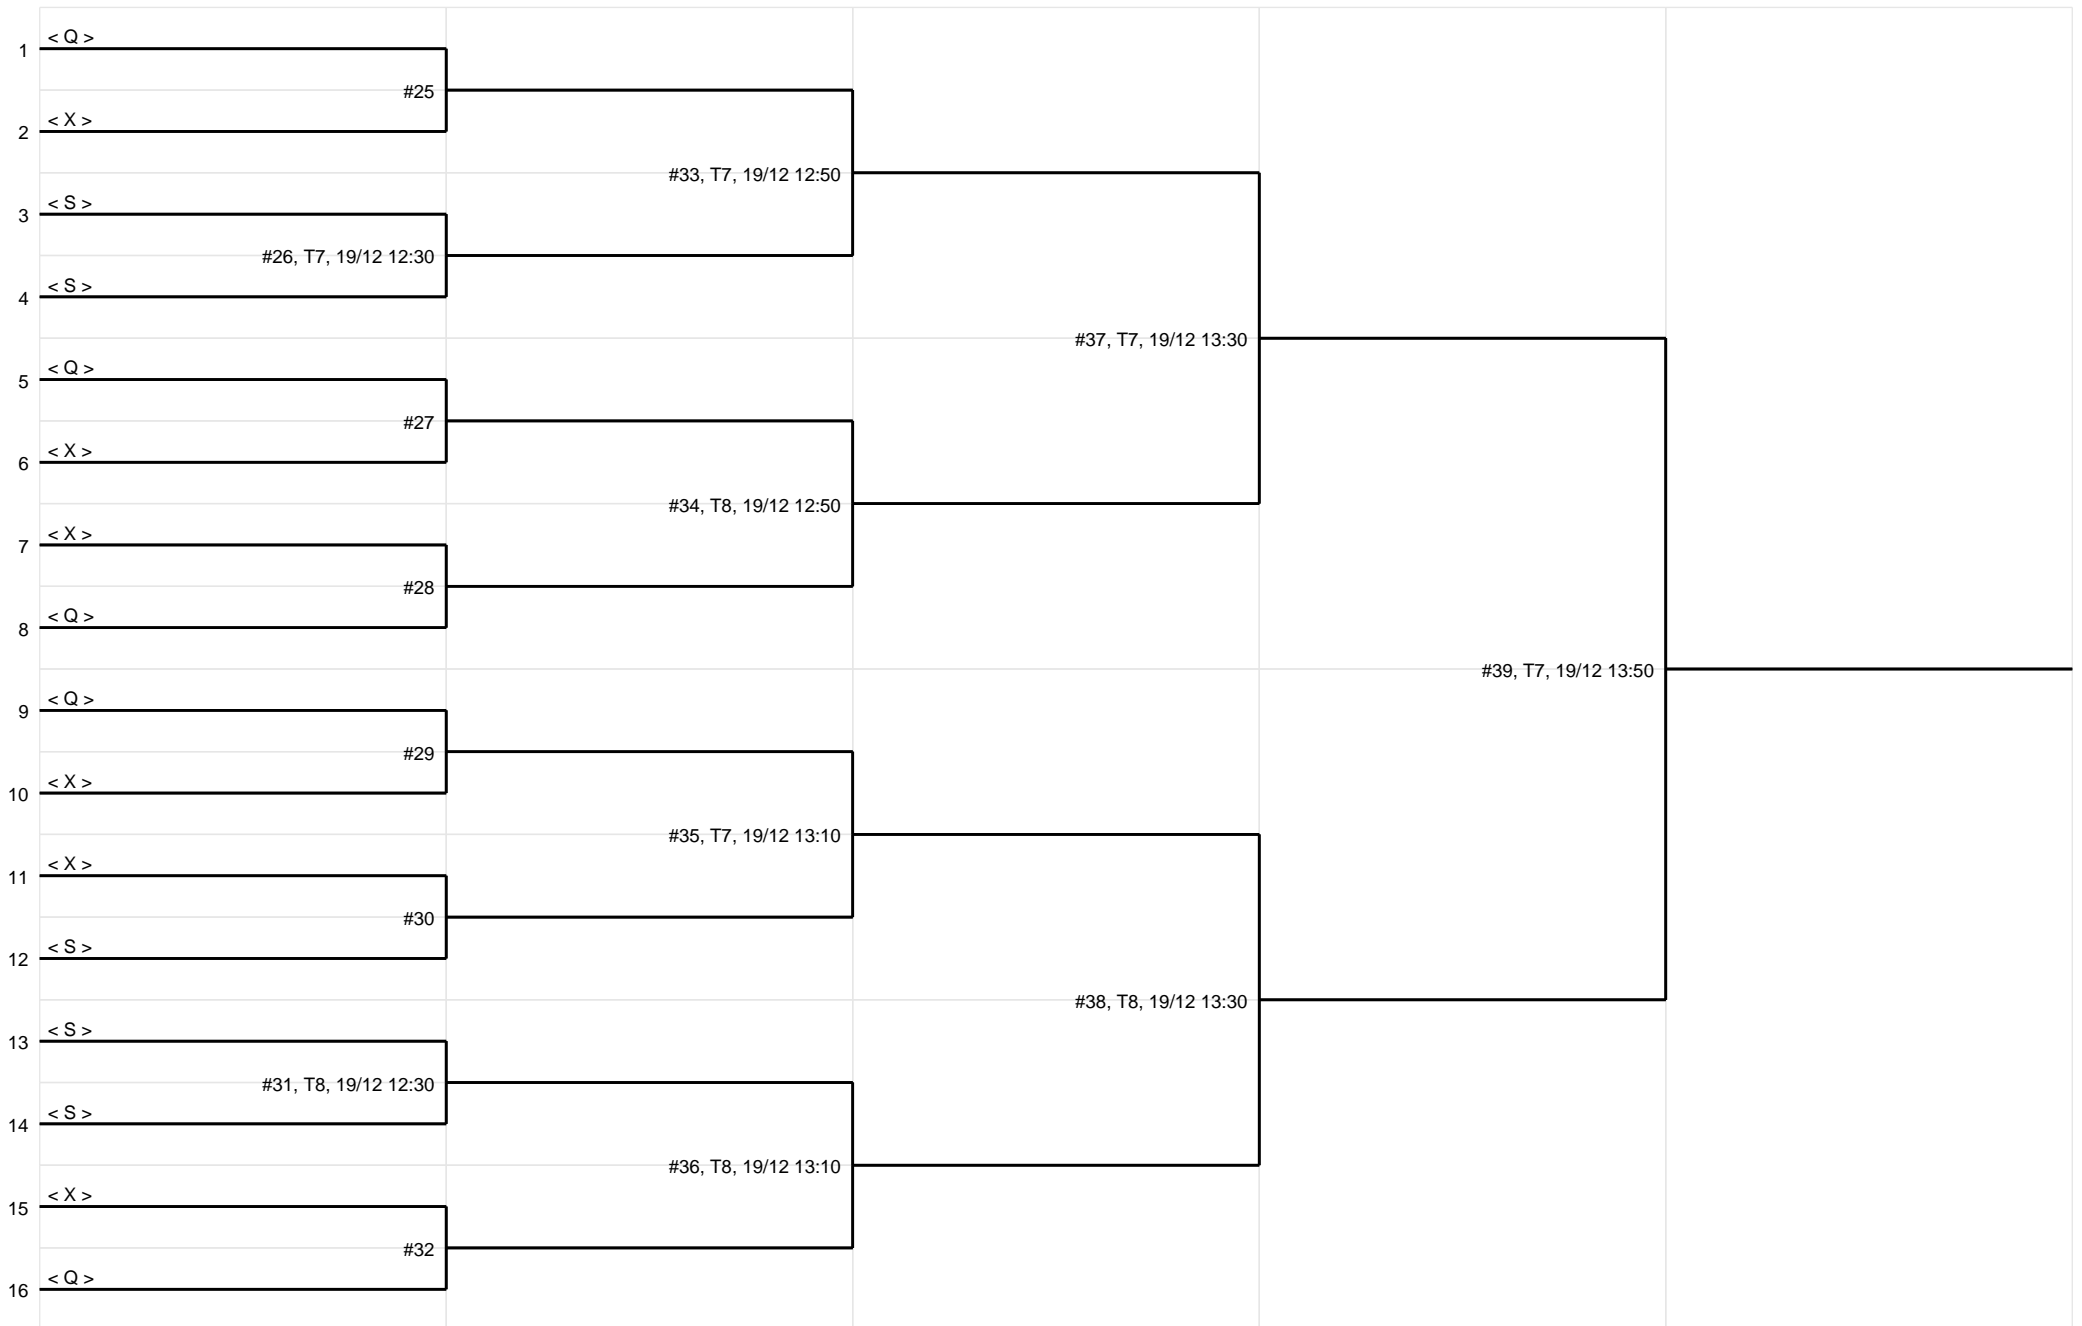 < Q >
1
#25
< X >
2
#33, T7, 19/12 12:50
< S >
3
#26, T7, 19/12 12:30
< S >
4
#37, T7, 19/12 13:30
< Q >
5
#27
< X >
6
#34, T8, 19/12 12:50
< X >
7
#28
< Q >
8
#39, T7, 19/12 13:50
< Q >
9
#29
< X >
10
#35, T7, 19/12 13:10
< X >
11
#30
< S >
12
#38, T8, 19/12 13:30
< S >
13
#31, T8, 19/12 12:30
< S >
14
#36, T8, 19/12 13:10
< X >
15
#32
< Q >
16